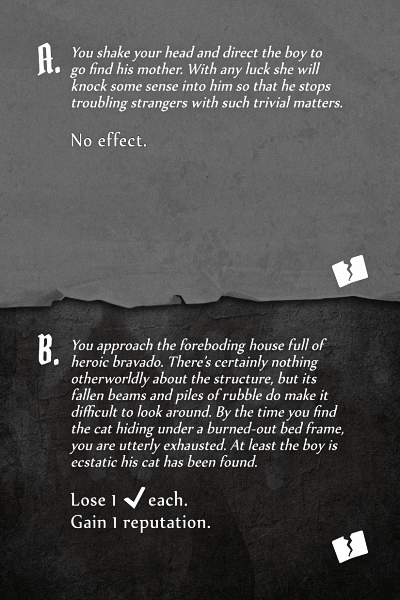 A. You shake your head and direct the boy to
go find his mother. With any luck she will
knock some sense into him so that he stops
troubling strangers with such trivial matters.
No effect.
B. You approach the foreboding house full of
heroic bravado. There's certainly nothing
otherworldly about the structure, but its
fallen beams and piles of rubble do make it
difficult to look around. By the time you find
the cat hiding under a burned-out bed frame,
you are utterly exhausted. At least the boy is
ecstatic his cat has been found.
Lose 1 ✓ each.
Gain 1 reputation.